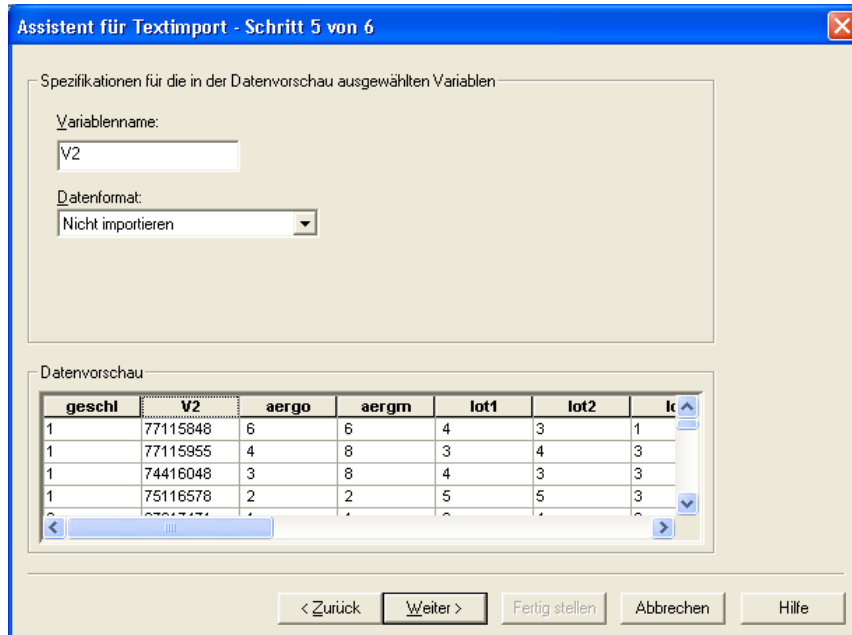 Assistent für Textimport - Schritt 5 von 6
Spezifikationen für die in der Datenvorschau ausgewählten Variablen
Variablenname:
V2
Datenformat:
Nicht importieren
Datenvorschau
geschl V2 aergo aergm lot1 lot2
1 77115848 6 6 4 3 1
1 77115955 4 8 3 4 3
1 74416048 3 8 4 3 3
1 75116578 2 2 5 5 3
< Zurück Weiter > Fertig stellen Abbrechen Hilfe